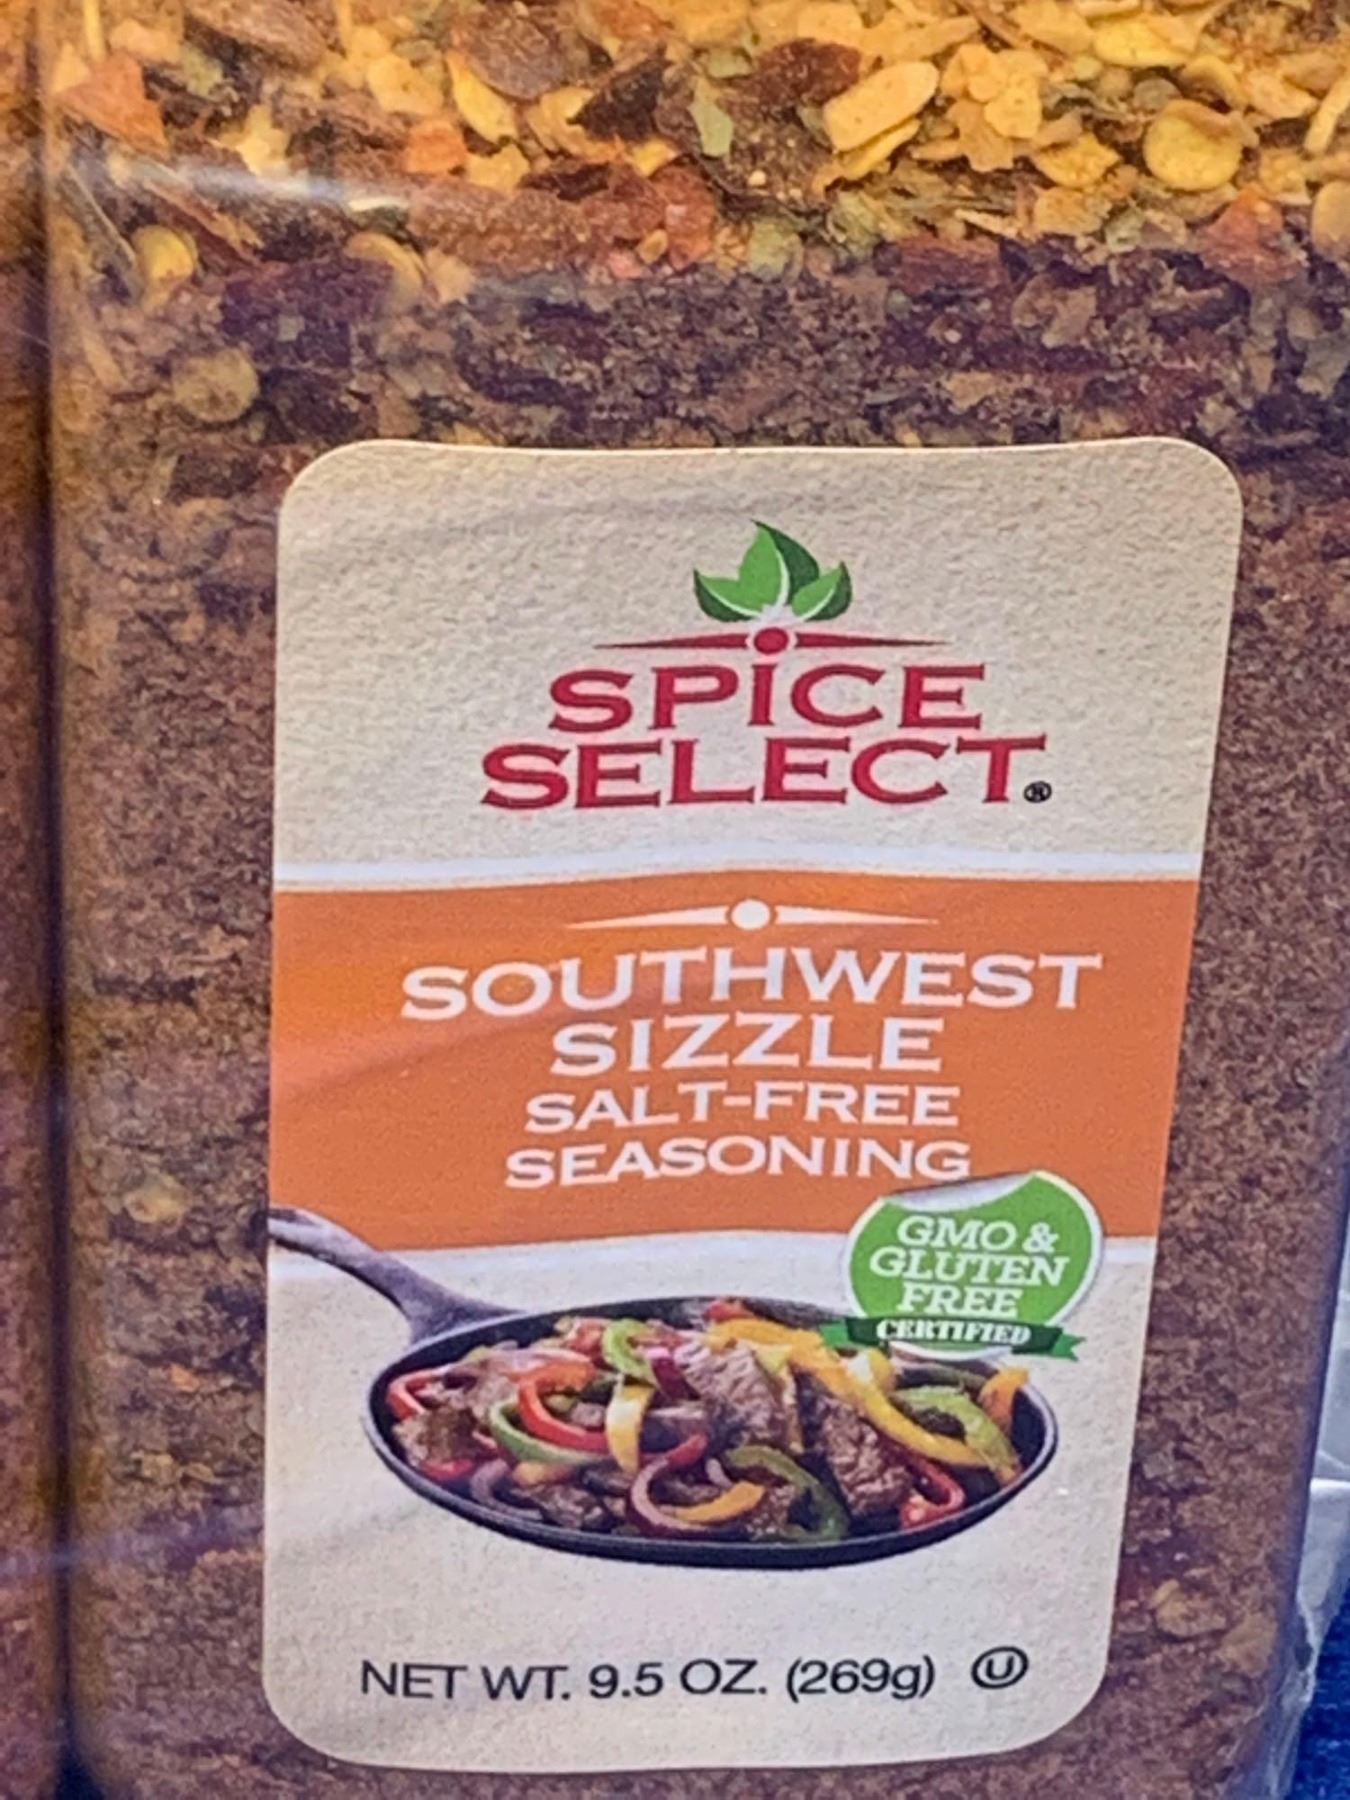 SPICE
SELECT®
SOUTHWEST
SIZZLE
SALT-FREE
SEASONING
GMO &
GLUTEN
FREE
CERTIFIED
NET WT. 9.5 OZ. (269g) U